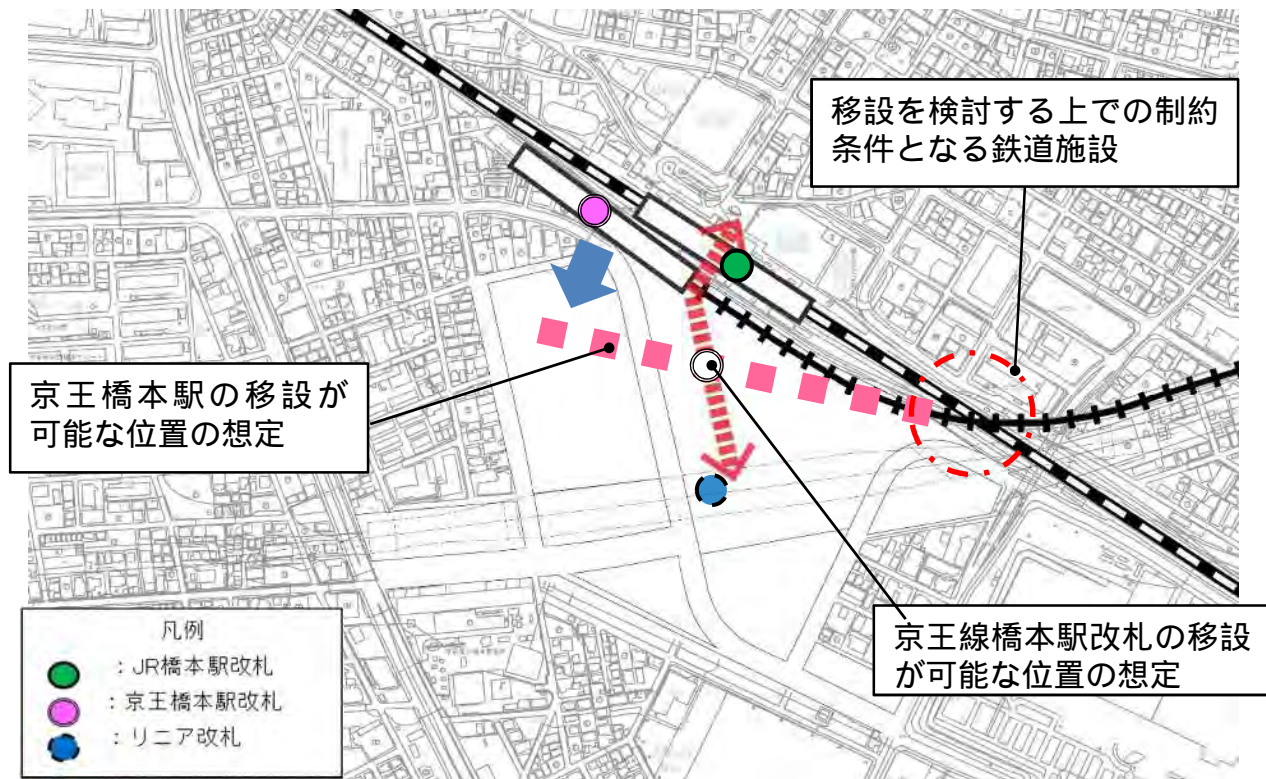 移設を検討する上での制約
条件となる鉄道施設
京王橋本駅の移設が
可能な位置の想定
京王線橋本駅改札の移設
が可能な位置の想定
凡例
：JR橋本駅改札
：京王橋本駅改札
：リニア改札